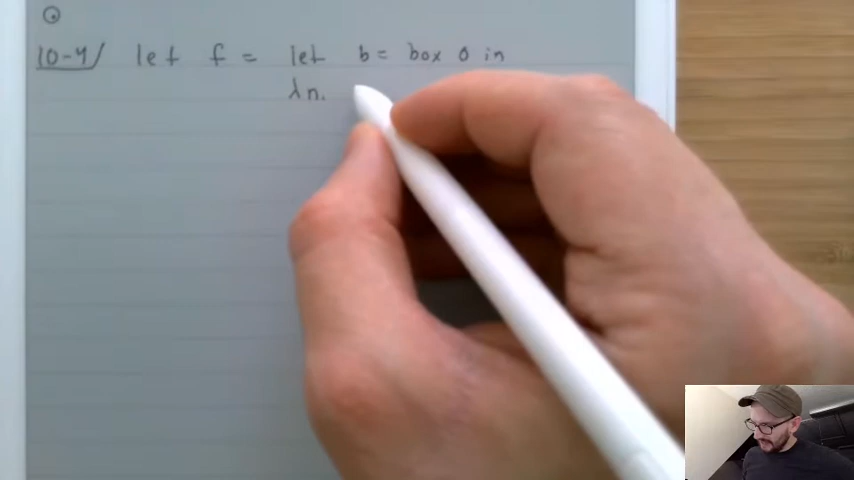 10-4/ let f = let b = box 0 in
λn.